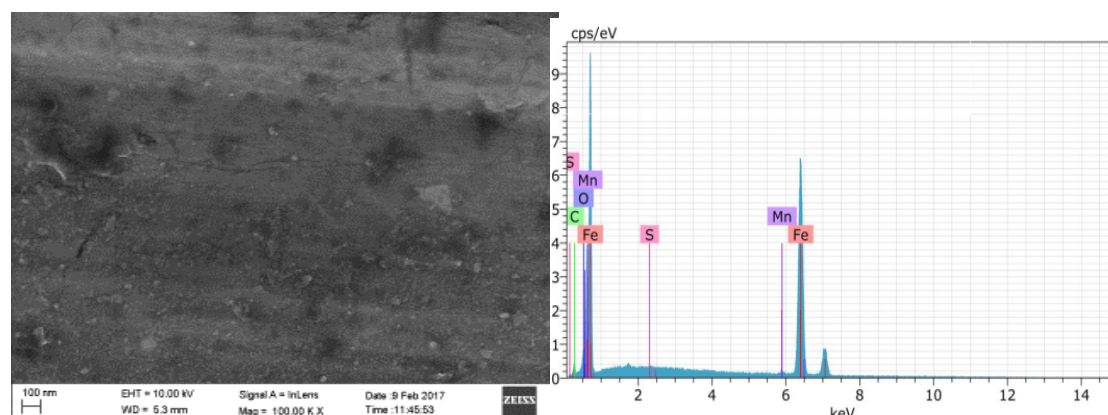 100 nm
EHT = 10.00 kV
WD = 5.3 mm
Signal A = InLens
Mag = 100.00 K X
Date :9 Feb 2017
Time :11:45:53
ZEISS
cps/eV
9
8
7
6
5
4
3
2
1
0
S
Mn
O
C
Fe
S
Mn
Fe
2
4
6
8
10
12
14
keV